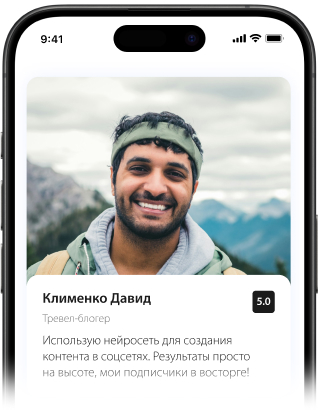 9:41
Клименко Давид
5.0
Тревел-блогер
Использую нейросеть для создания
контента в соцсетях. Результаты просто
на высоте, мои подписчики в восторге!